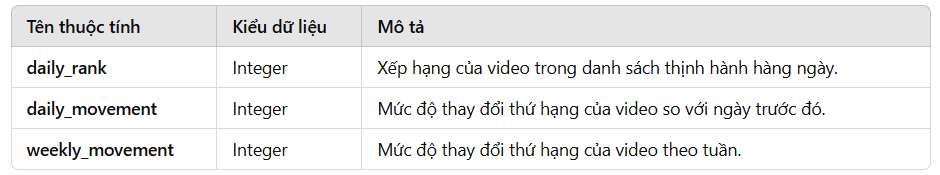 Tên thuộc tính Kiểu dữ liệu Mô tả
daily_rank Integer Xếp hạng của video trong danh sách thịnh hành hàng ngày.
daily_movement Integer Mức độ thay đổi thứ hạng của video so với ngày trước đó.
weekly_movement Integer Mức độ thay đổi thứ hạng của video theo tuần.